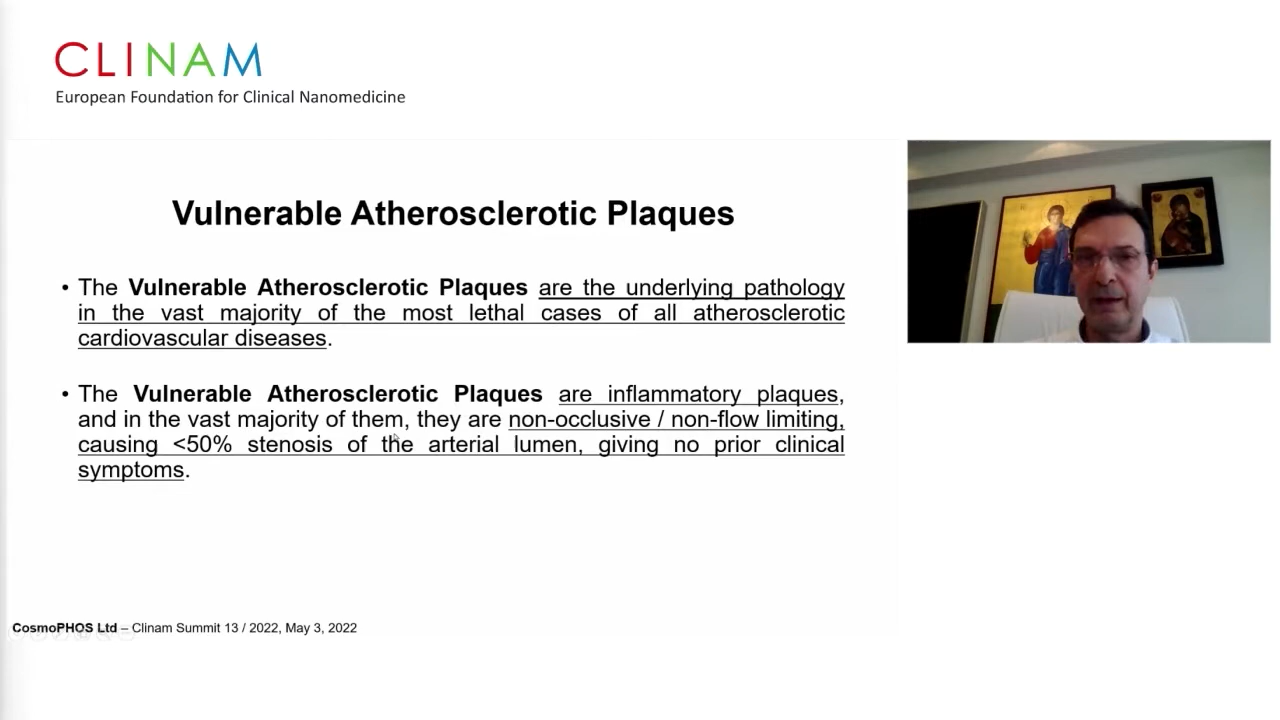 CLINAM
European Foundation for Clinical Nanomedicine
Vulnerable Atherosclerotic Plaques
• The Vulnerable Atherosclerotic Plaques are the underlying pathology
in the vast majority of the most lethal cases of all atherosclerotic
cardiovascular diseases.
• The Vulnerable Atherosclerotic Plaques are inflammatory plaques,
and in the vast majority of them, they are non-occlusive / non-flow limiting,
causing <50% stenosis of the arterial lumen, giving no prior clinical
symptoms.
CosmoPHOS Ltd – Clinam Summit 13 / 2022, May 3, 2022